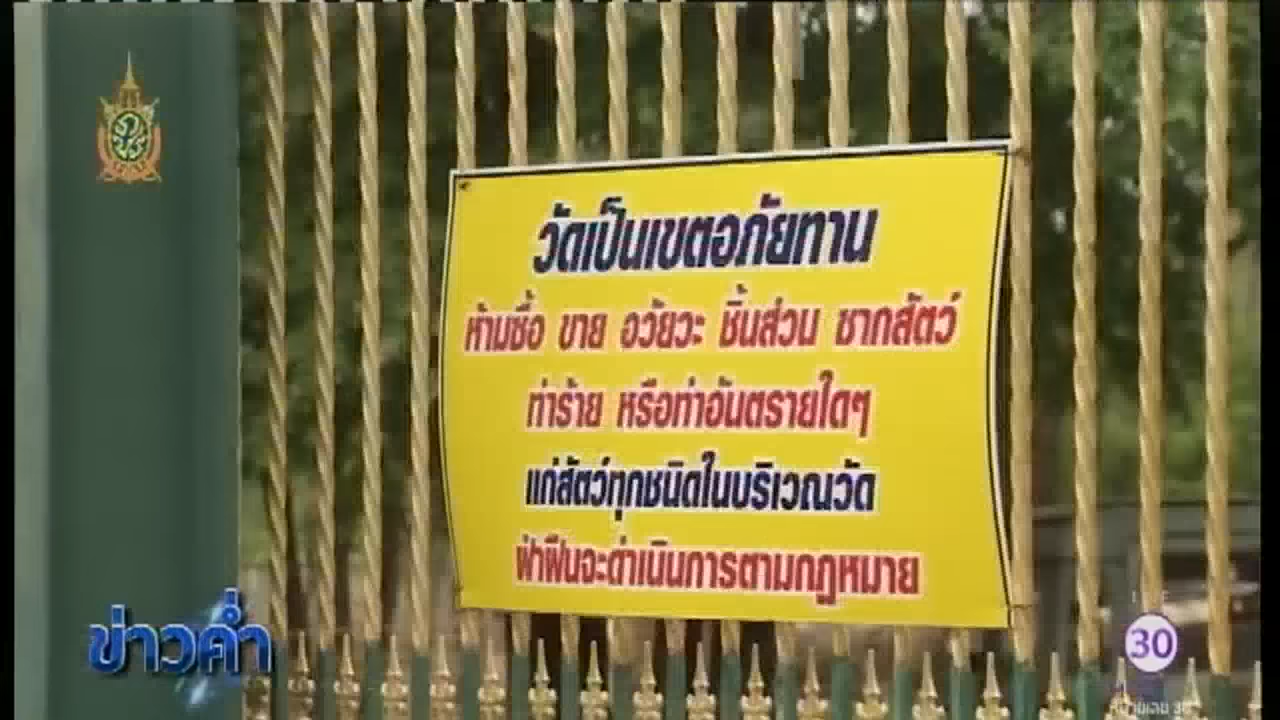 วัดเป็นเขตอภัยทาน
ห้ามซื้อ ขาย อวัยวะ ชิ้นส่วน ซากสัตว์
ทำร้าย หรือทำอันตรายใดๆ
แก่สัตว์ทุกชนิดในบริเวณวัด
ฝ่าฝืนจะดำเนินการตามกฎหมาย
ข่าวค่ำ
30